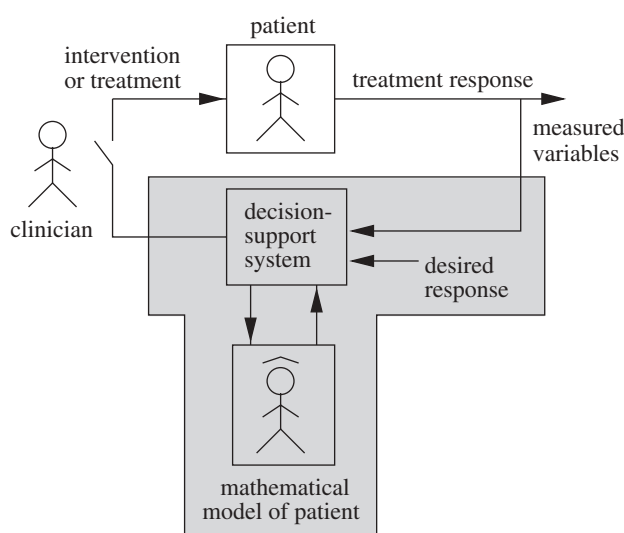 patient
intervention
or treatment
treatment response
measured
variables
clinician
decision-
support
system
desired
response
mathematical
model of patient